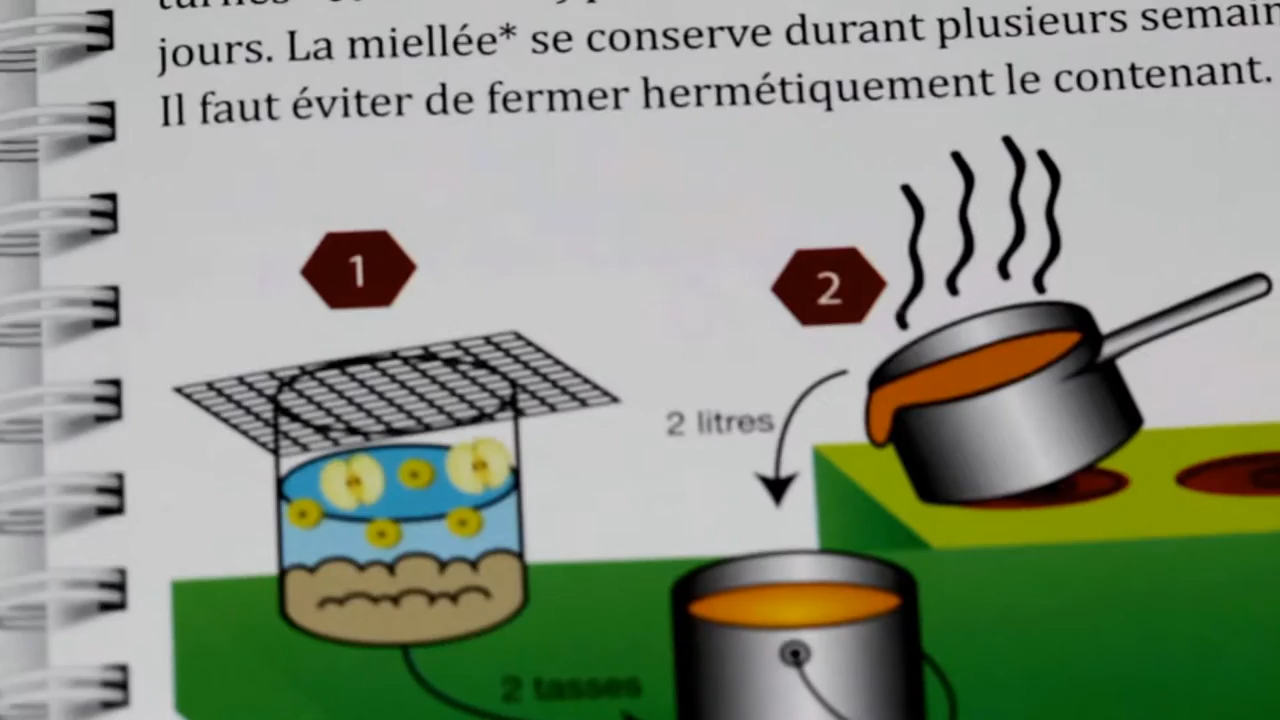 jours. La miellée* se conserve durant plusieurs
Il faut éviter de fermer hermétiquement le contenant.
1
2
2 litres
2 tasses